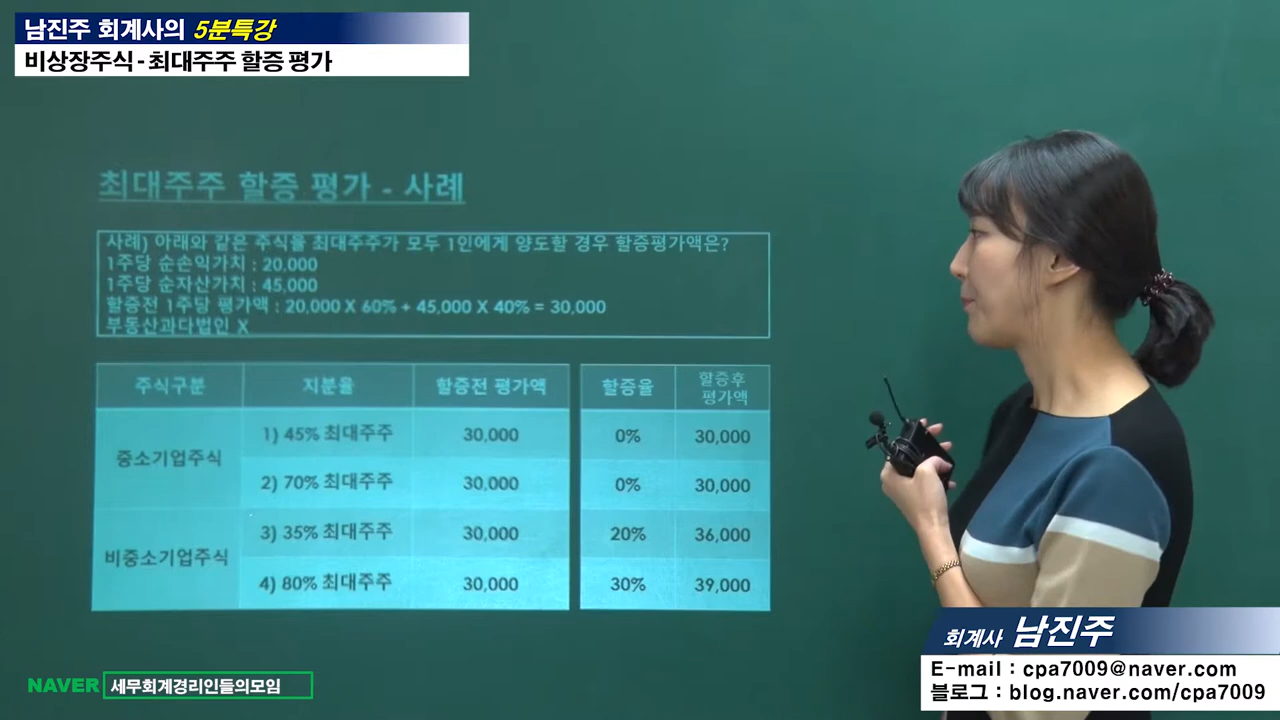 남진주 회계사의 5분특강
비상장주식 - 최대주주 할증 평가
최대주주 할증 평가 - 사례
사례) 아래와 같은 주식을 최대주주가 모두 1인에게 양도할 경우 할증평가액은?
1주당 순손익가치 : 20,000
1주당 순자산가치 : 45,000
할증전 1주당 평가액 : 20,000 X 60% + 45,000 X 40% = 30,000
부동산과다법인 X
주식구분 지분율 할증전 평가액 할증율 할증후 평가액
중소기업주식
1) 45% 최대주주 30,000 0% 30,000
2) 70% 최대주주 30,000 0% 30,000
비중소기업주식
3) 35% 최대주주 30,000 20% 36,000
4) 80% 최대주주 30,000 30% 39,000
회계사 남진주
E-mail : cpa7009@naver.com
블로그 : blog.naver.com/cpa7009
NAVER 세무회계경리인들의모임